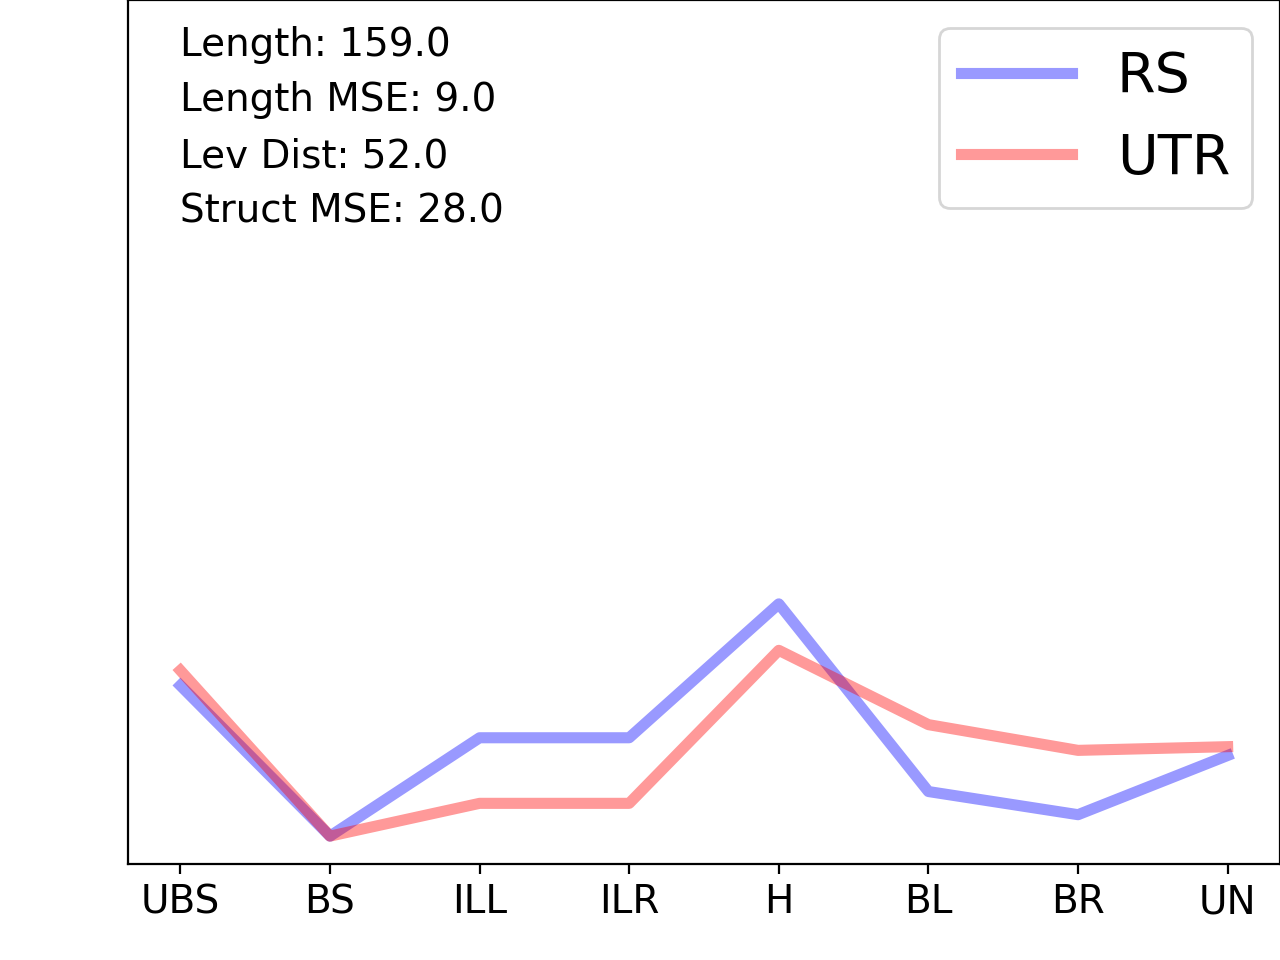 Length: 159.0
Length MSE: 9.0
Lev Dist: 52.0
Struct MSE: 28.0
RS
UTR
UBS BS ILL ILR H BL BR UN